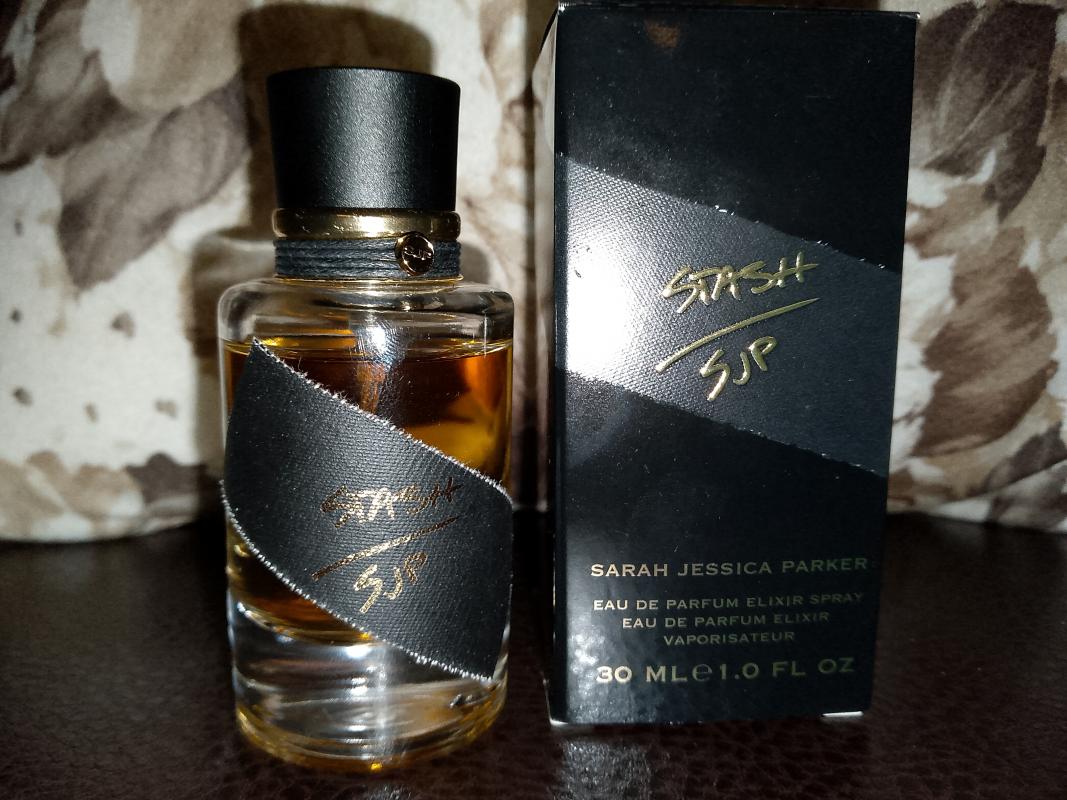 STASH
SJP
STASH
SJP
SJP
SARAH JESSICA PARKER
EAU DE PARFUM ELIXIR SPRAY
EAU DE PARFUM ELIXIR
VAPORISATEUR
30 ML℮1.0 FL OZ